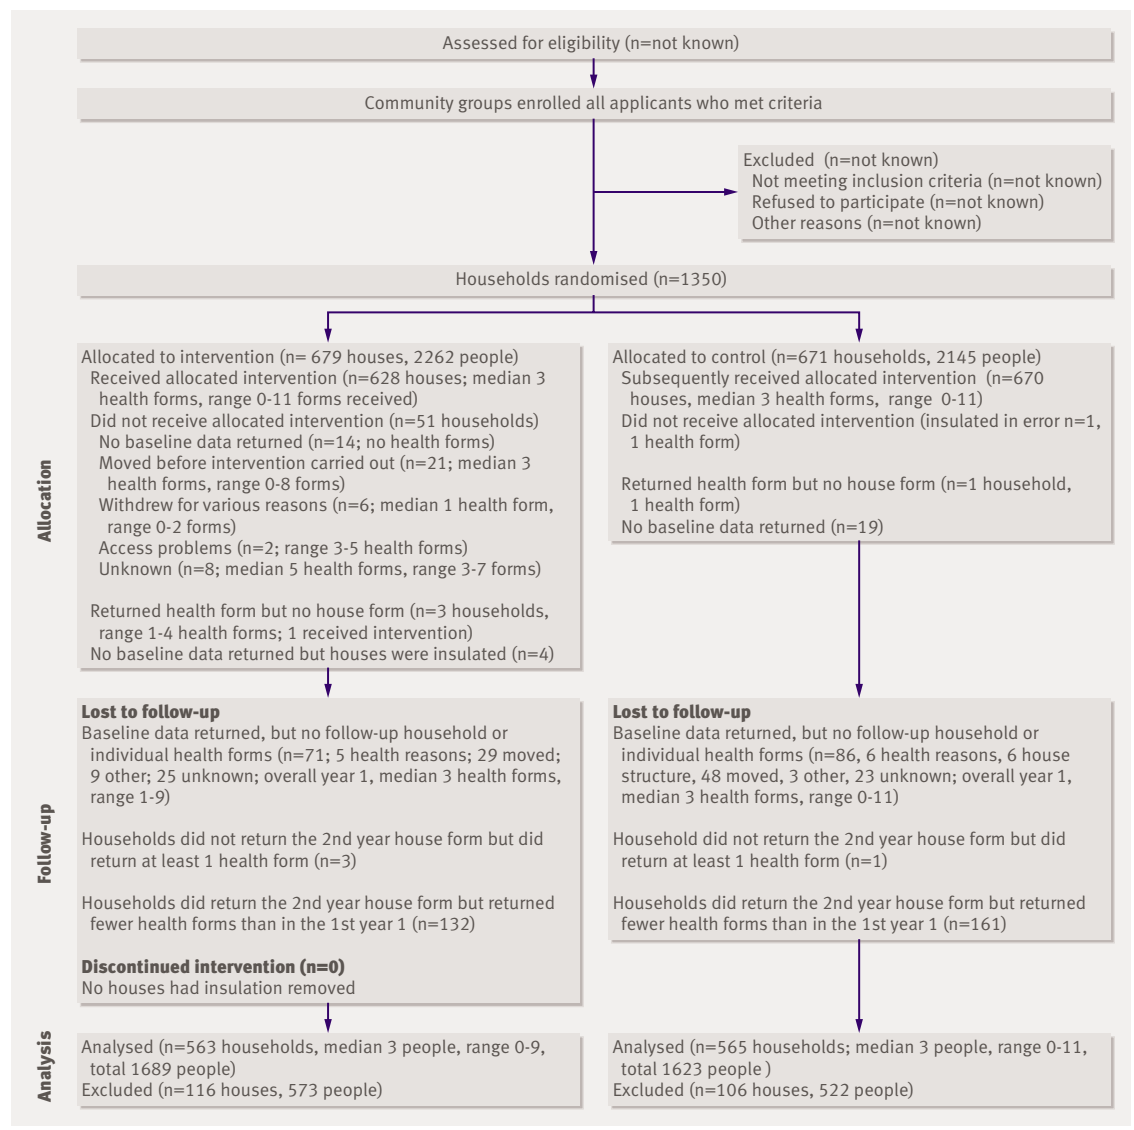 Assessed for eligibility (n=not known)
Community groups enrolled all applicants who met criteria
Excluded (n=not known)
Not meeting inclusion criteria (n=not known)
Refused to participate (n=not known)
Other reasons (n=not known)
Households randomised (n=1350)
Allocation
Allocated to intervention (n= 679 houses, 2262 people)
Received allocated intervention (n=628 houses; median 3
health forms, range 0-11 forms received)
Did not receive allocated intervention (n=51 households)
No baseline data returned (n=14; no health forms)
Moved before intervention carried out (n=21; median 3
health forms, range 0-8 forms)
Withdrew for various reasons (n=6; median 1 health form,
range 0-2 forms)
Access problems (n=2; range 3-5 health forms)
Unknown (n=8; median 5 health forms, range 3-7 forms)
Returned health form but no house form (n=3 households,
range 1-4 health forms; 1 received intervention)
No baseline data returned but houses were insulated (n=4)
Allocated to control (n=671 households, 2145 people)
Subsequently received allocated intervention (n=670
houses, median 3 health forms, range 0-11)
Did not receive allocated intervention (insulated in error n=1,
1 health form)
Returned health form but no house form (n=1 household,
1 health form)
No baseline data returned (n=19)
Follow-up
Lost to follow-up
Baseline data returned, but no follow-up household or
individual health forms (n=71; 5 health reasons; 29 moved;
9 other; 25 unknown; overall year 1, median 3 health forms,
range 1-9)
Households did not return the 2nd year house form but did
return at least 1 health form (n=3)
Households did return the 2nd year house form but returned
fewer health forms than in the 1st year 1 (n=132)
Discontinued intervention (n=0)
No houses had insulation removed
Lost to follow-up
Baseline data returned, but no follow-up household or
individual health forms (n=86, 6 health reasons, 6 house
structure, 48 moved, 3 other, 23 unknown; overall year 1,
median 3 health forms, range 0-11)
Household did not return the 2nd year house form but did
return at least 1 health form (n=1)
Households did return the 2nd year house form but returned
fewer health forms than in the 1st year 1 (n=161)
Analysis
Analysed (n=563 households, median 3 people, range 0-9,
total 1689 people)
Excluded (n=116 houses, 573 people)
Analysed (n=565 households; median 3 people, range 0-11,
total 1623 people )
Excluded (n=106 houses, 522 people)